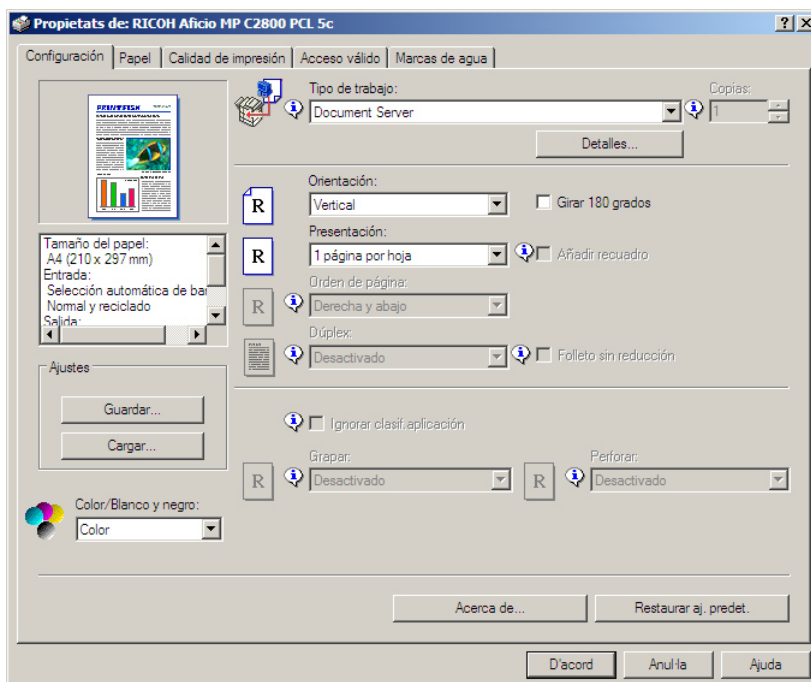 Propietats de: RICOH Aficio MP C2800 PCL 5c
Configuración
Papel
Calidad de impresión
Acceso válido
Marcas de agua
PRINTFISH
Tipo de trabajo:
Document Server
Copias:
1
Detalles...
Orientación:
Vertical
Girar 180 grados
R
Presentación:
1 página por hoja
Añadir recuadro
R
Orden de página:
Derecha y abajo
R
Dúplex:
Desactivado
Folleto sin reducción
Tamaño del papel:
A4 (210 x 297 mm)
Entrada:
Selección automática de ba
Normal y reciclado
Salida:
Ajustes
Guardar...
Cargar...
Ignorar clasif.aplicación
Grapar:
Desactivado
R
Perforar:
Desactivado
R
Color/Blanco y negro:
Color
Acerca de...
Restaurar aj. predet.
D'acord
Anul·la
Ajuda